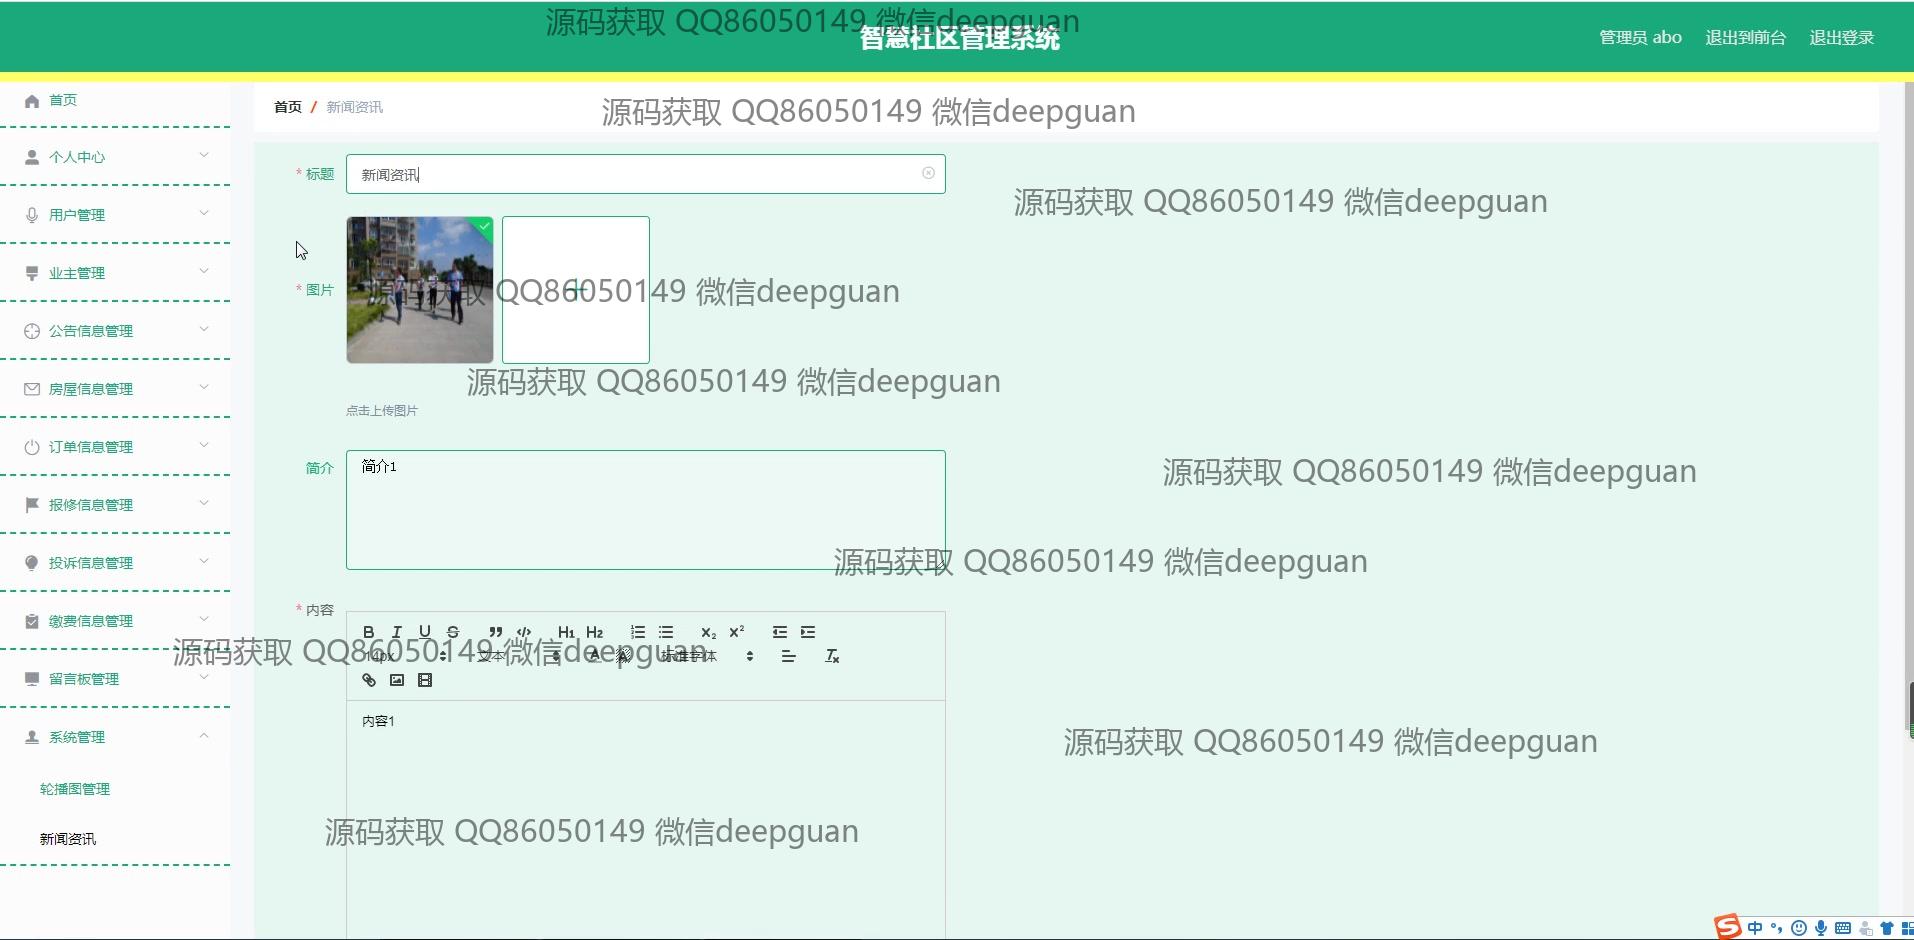 源码获取 QQ86050149 微信deepguan
智慧社区管理系统
管理员 abo 退出到前台 退出登录
首页
首页 / 新闻资讯
源码获取 QQ86050149 微信deepguan
个人中心
* 标题 新闻资讯
源码获取 QQ86050149 微信deepguan
用户管理
业主管理
* 图片
源码获取 QQ86050149 微信deepguan
公告信息管理
房屋信息管理
源码获取 QQ86050149 微信deepguan
点击上传图片
订单信息管理
简介 简介1
源码获取 QQ86050149 微信deepguan
报修信息管理
投诉信息管理
源码获取 QQ86050149 微信deepguan
* 内容
缴费信息管理
B I U S ” </> H1 H2 X2 X2
14px 文本 A A 标准字体 Tx
源码获取 QQ86050149 微信deepguan
留言板管理
内容1
系统管理
源码获取 QQ86050149 微信deepguan
轮播图管理
新闻资讯
源码获取 QQ86050149 微信deepguan
S 中